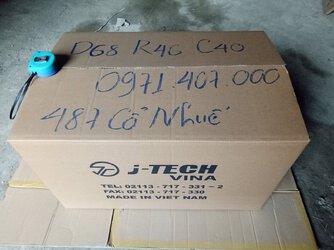 D68 R40 C40
0971.407.000
487 Cổ Nhuế
J-TECH
VINA
TEL: 02113 - 717 - 331 ~ 2
FAX: 02113 - 717 - 330
MADE IN VIET NAM